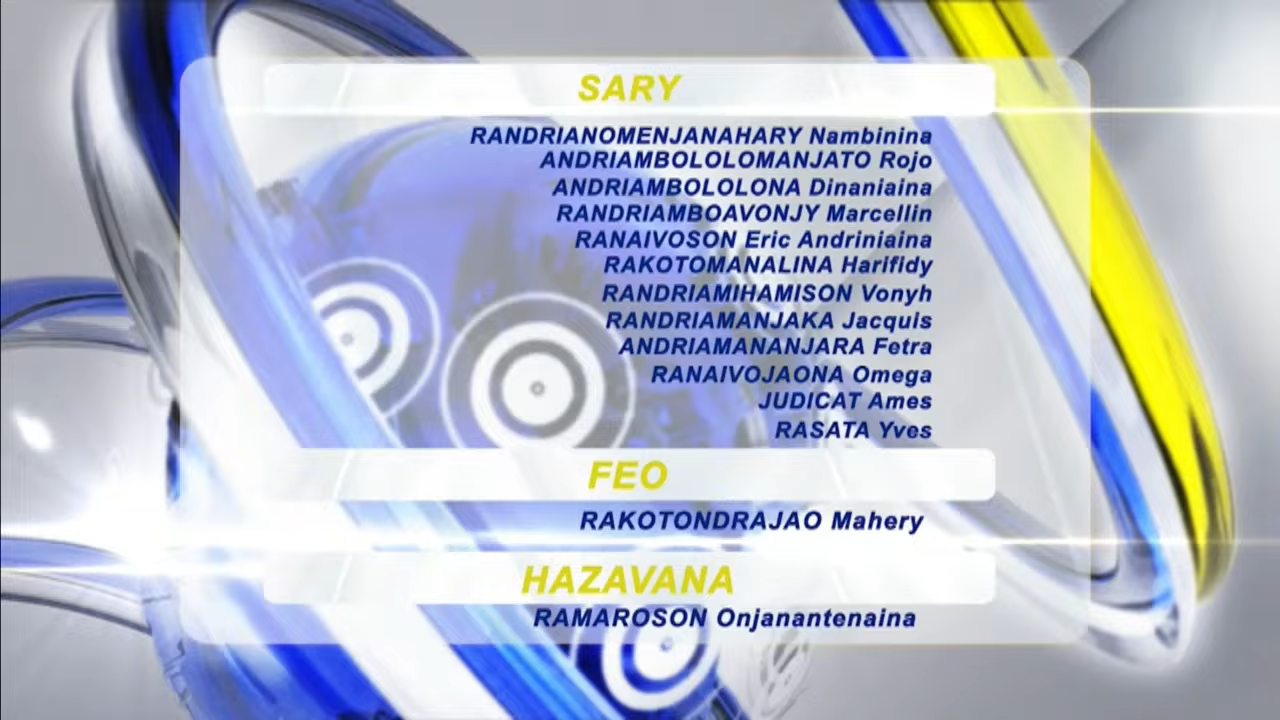 SARY
RANDRIANOMENJANAHARY Nambinina
ANDRIAMBOLOLOMANJATO Rojo
ANDRIAMBOLOLONA Dinaniaina
RANDRIAMBOAVONJY Marcellin
RANAIVOSON Eric Andriniaina
RAKOTOMANALINA Harifidy
RANDRIAMIHAMISON Vonyh
RANDRIAMANJAKA Jacquis
ANDRIAMANANJARA Fetra
RANAIVOJAONA Omega
JUDICAT Ames
RASATA Yves
FEO
RAKOTONDRAJAO Mahery
HAZAVANA
RAMAROSON Onjanantenaina